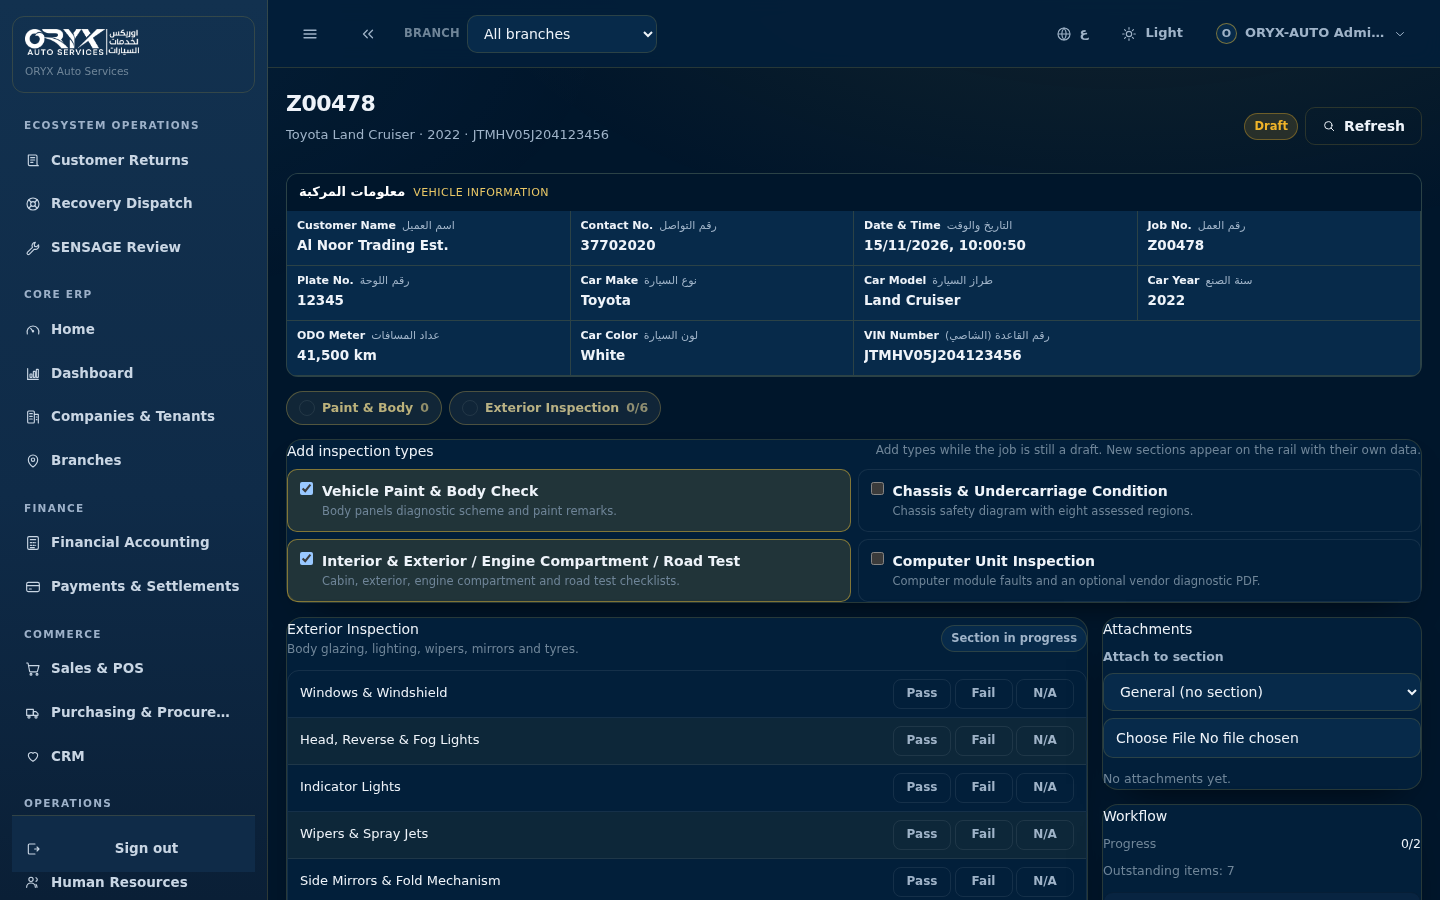 ORYX
AUTO SERVICES
اوريكس
لخدمات
السيارات
ORYX Auto Services
ECOSYSTEM OPERATIONS
Customer Returns
Recovery Dispatch
SENSAGE Review
CORE ERP
Home
Dashboard
Companies & Tenants
Branches
FINANCE
Financial Accounting
Payments & Settlements
COMMERCE
Sales & POS
Purchasing & Procure...
CRM
OPERATIONS
Sign out
Human Resources
BRANCH All branches
ع Light O ORYX-AUTO Admi...
Z00478
Toyota Land Cruiser · 2022 · JTMHV05J204123456
Draft Refresh
معلومات المركبة VEHICLE INFORMATION
Customer Name اسم العميل Contact No. رقم التواصل Date & Time التاريخ والوقت Job No. رقم العمل
Al Noor Trading Est. 37702020 15/11/2026, 10:00:50 Z00478
Plate No. رقم اللوحة Car Make نوع السيارة Car Model طراز السيارة Car Year سنة الصنع
12345 Toyota Land Cruiser 2022
ODO Meter عداد المسافات Car Color لون السيارة VIN Number رقم القاعدة (الشاصي)
41,500 km White JTMHV05J204123456
Paint & Body 0 Exterior Inspection 0/6
Add inspection types Add types while the job is still a draft. New sections appear on the rail with their own data.
Vehicle Paint & Body Check
Body panels diagnostic scheme and paint remarks.
Chassis & Undercarriage Condition
Chassis safety diagram with eight assessed regions.
Interior & Exterior / Engine Compartment / Road Test
Cabin, exterior, engine compartment and road test checklists.
Computer Unit Inspection
Computer module faults and an optional vendor diagnostic PDF.
Exterior Inspection
Body glazing, lighting, wipers, mirrors and tyres.
Section in progress
Windows & Windshield Pass Fail N/A
Head, Reverse & Fog Lights Pass Fail N/A
Indicator Lights Pass Fail N/A
Wipers & Spray Jets Pass Fail N/A
Side Mirrors & Fold Mechanism Pass Fail N/A
Attachments
Attach to section
General (no section)
Choose File No file chosen
No attachments yet.
Workflow
Progress 0/2
Outstanding items: 7